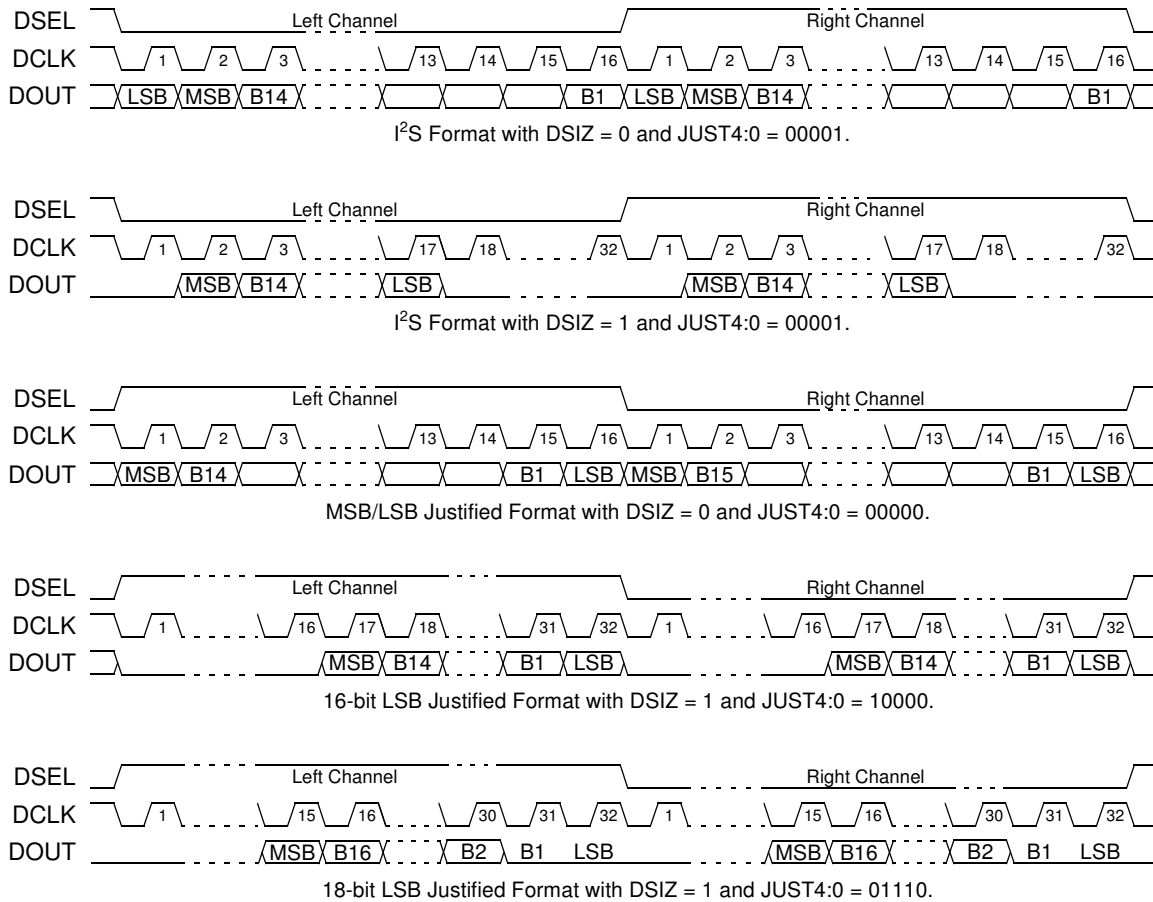 DSEL Left Channel Right Channel
DCLK 1 2 3 13 14 15 16 1 2 3 13 14 15 16
DOUT LSB MSB B14 B1 LSB MSB B14 B1
I²S Format with DSIZ = 0 and JUST4:0 = 00001.
DSEL Left Channel Right Channel
DCLK 1 2 3 17 18 32 1 2 3 17 18 32
DOUT MSB B14 LSB MSB B14 LSB
I²S Format with DSIZ = 1 and JUST4:0 = 00001.
DSEL Left Channel Right Channel
DCLK 1 2 3 13 14 15 16 1 2 3 13 14 15 16
DOUT MSB B14 B1 LSB MSB B15 B1 LSB
MSB/LSB Justified Format with DSIZ = 0 and JUST4:0 = 00000.
DSEL Left Channel Right Channel
DCLK 1 16 17 18 31 32 1 16 17 18 31 32
DOUT MSB B14 B1 LSB MSB B14 B1 LSB
16-bit LSB Justified Format with DSIZ = 1 and JUST4:0 = 10000.
DSEL Left Channel Right Channel
DCLK 1 15 16 30 31 32 1 15 16 30 31 32
DOUT MSB B16 B2 B1 LSB MSB B16 B2 B1 LSB
18-bit LSB Justified Format with DSIZ = 1 and JUST4:0 = 01110.